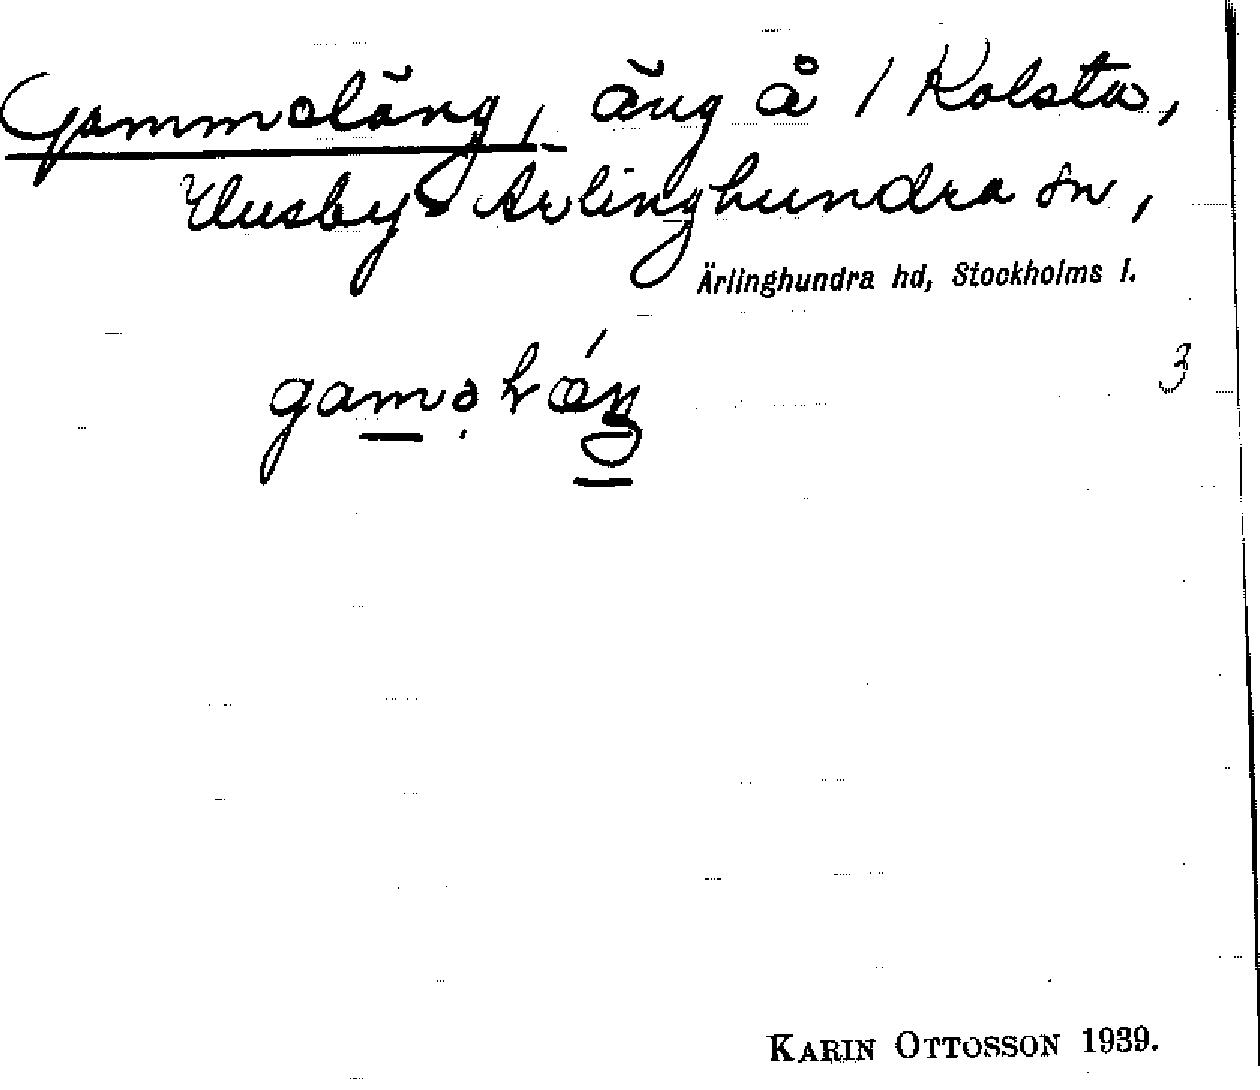 Gammaläng, äng å 1 Kolsta,
Husby Ärlinghundra sn,
Ärlinghundra hd, Stockholms l.
3
KARIN OTTOSSON 1939.